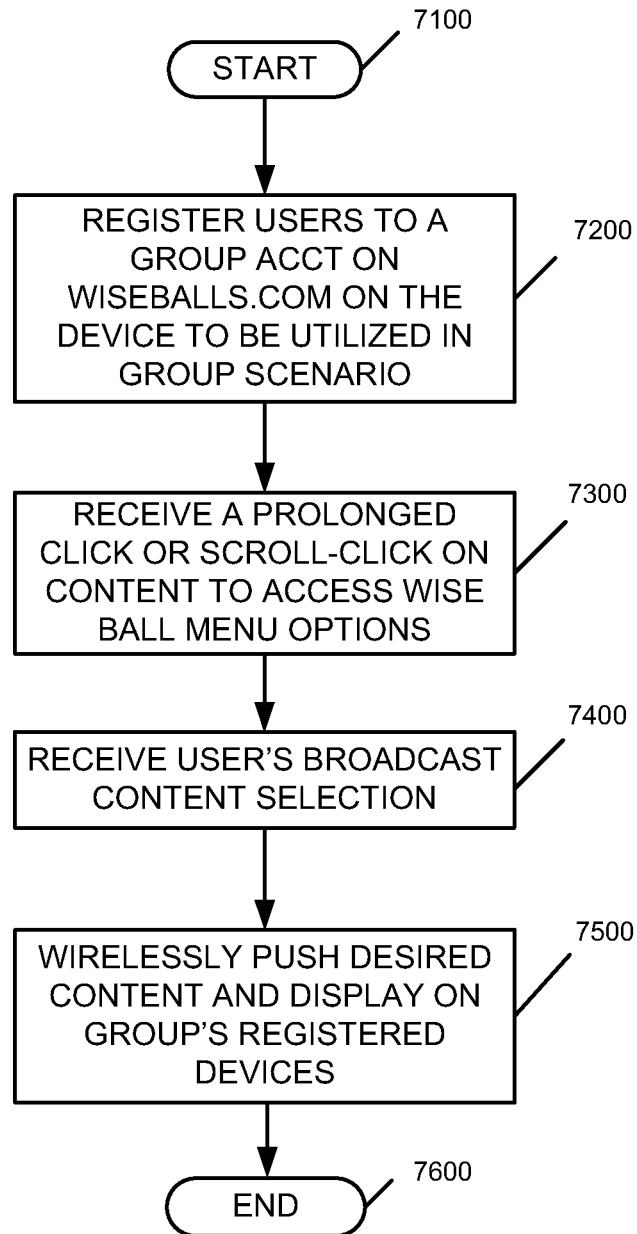 7100
START
REGISTER USERS TO A
GROUP ACCT ON
WISEBALLS.COM ON THE
DEVICE TO BE UTILIZED IN
GROUP SCENARIO
7200
RECEIVE A PROLONGED
CLICK OR SCROLL-CLICK ON
CONTENT TO ACCESS WISE
BALL MENU OPTIONS
7300
RECEIVE USER'S BROADCAST
CONTENT SELECTION
7400
WIRELESSLY PUSH DESIRED
CONTENT AND DISPLAY ON
GROUP'S REGISTERED
DEVICES
7500
END
7600